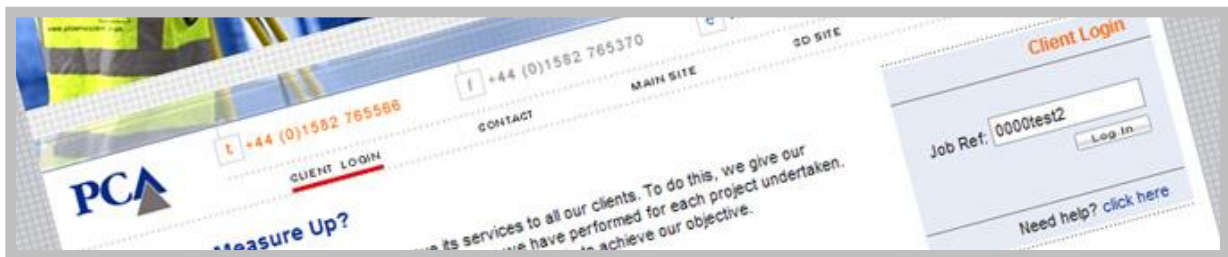 t +44 (0)1582 765566
f +44 (0)1582 765370
e
CLIENT LOGIN
CONTACT
MAIN SITE
SD SITE
PCA
Measure Up?
its services to all our clients. To do this, we give our
we have performed for each project undertaken.
to achieve our objective.
Client Login
Job Ref: 0000test2
Log In
Need help? click here